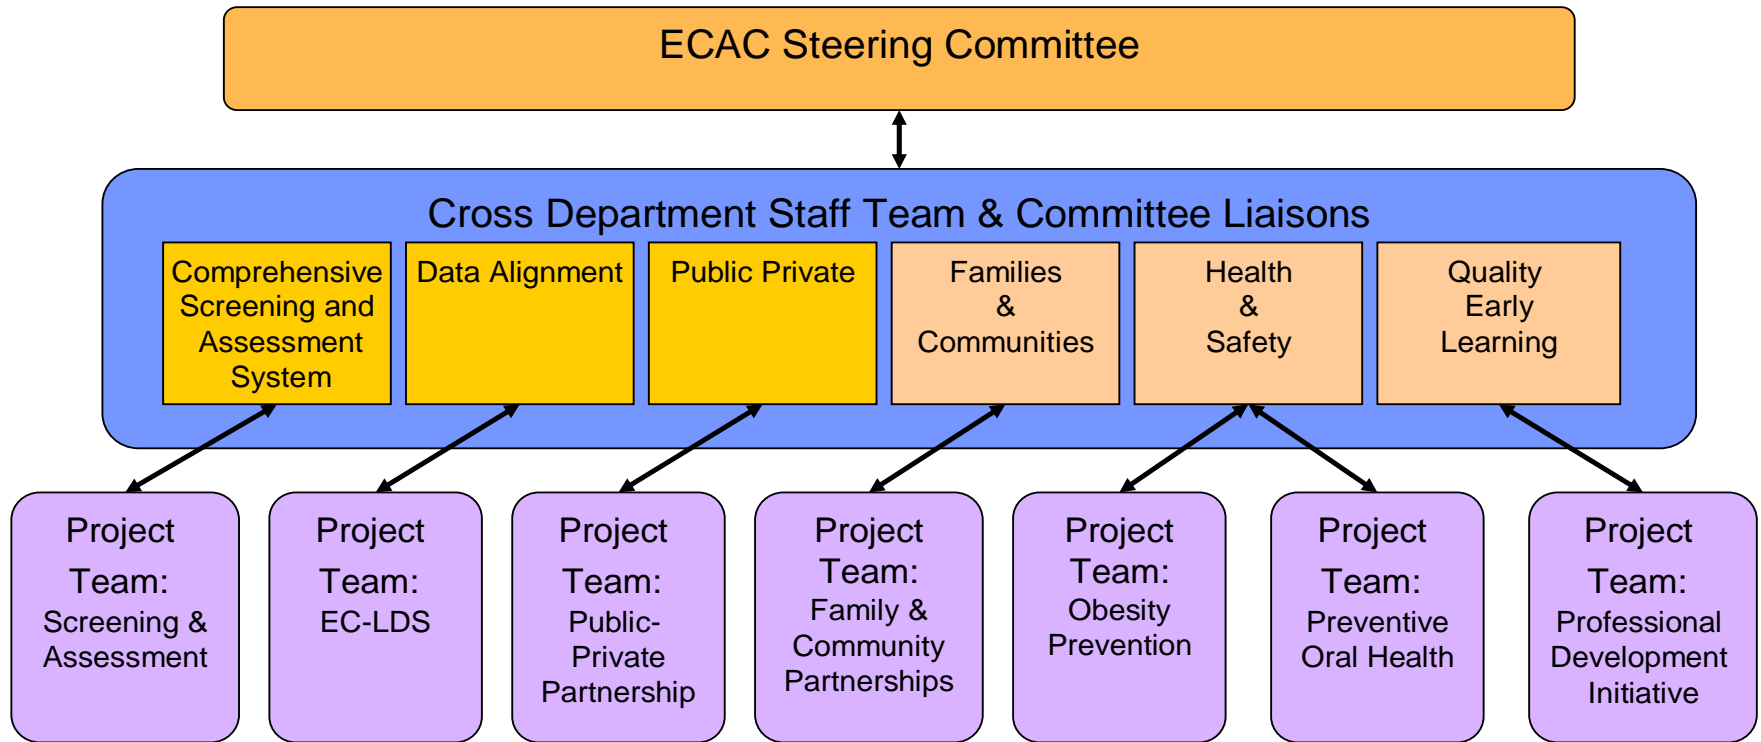 ECAC Steering Committee
Cross Department Staff Team & Committee Liaisons
Comprehensive
Screening and
Assessment
System
Data Alignment
Public Private
Families
&
Communities
Health
&
Safety
Quality
Early
Learning
Project
Team:
Screening &
Assessment
Project
Team:
EC-LDS
Project
Team:
Public-
Private
Partnership
Project
Team:
Family &
Community
Partnerships
Project
Team:
Obesity
Prevention
Project
Team:
Preventive
Oral Health
Project
Team:
Professional
Development
Initiative